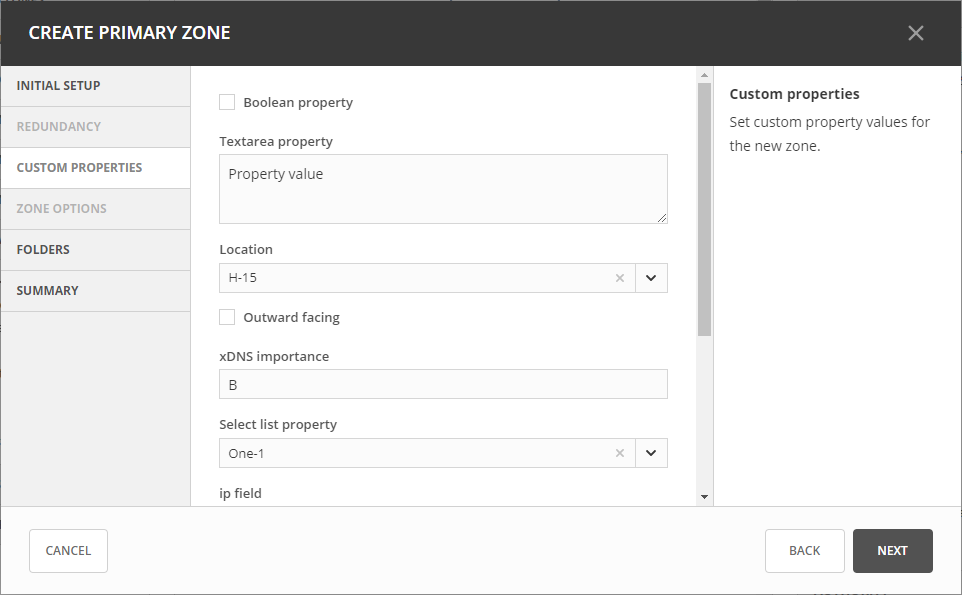 CREATE PRIMARY ZONE
INITIAL SETUP
REDUNDANCY
CUSTOM PROPERTIES
ZONE OPTIONS
FOLDERS
SUMMARY
Boolean property
Textarea property
Property value
Location
H-15
Outward facing
xDNS importance
B
Select list property
One-1
ip field
Custom properties
Set custom property values for
the new zone.
CANCEL
BACK
NEXT